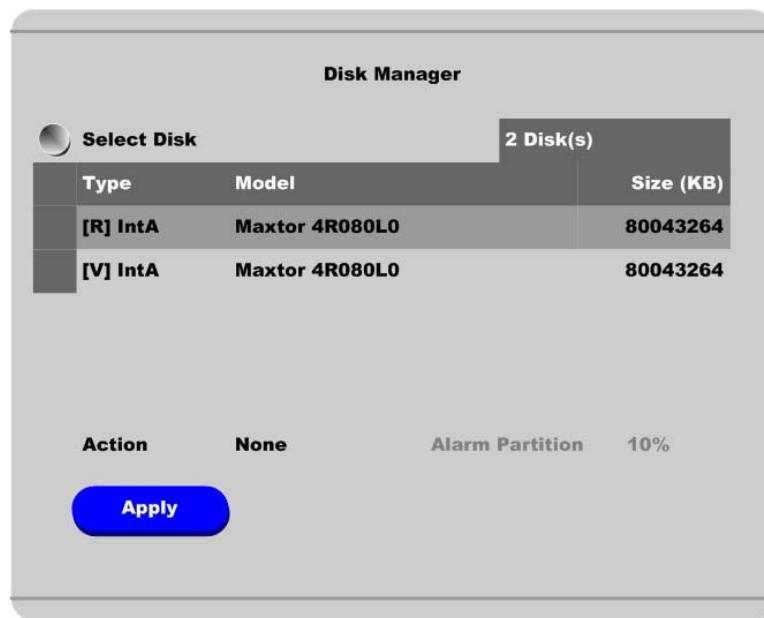 Disk Manager
Select Disk 2 Disk(s)
Type Model Size (KB)
[R] IntA Maxtor 4R080L0 80043264
[V] IntA Maxtor 4R080L0 80043264
Action None Alarm Partition 10%
Apply